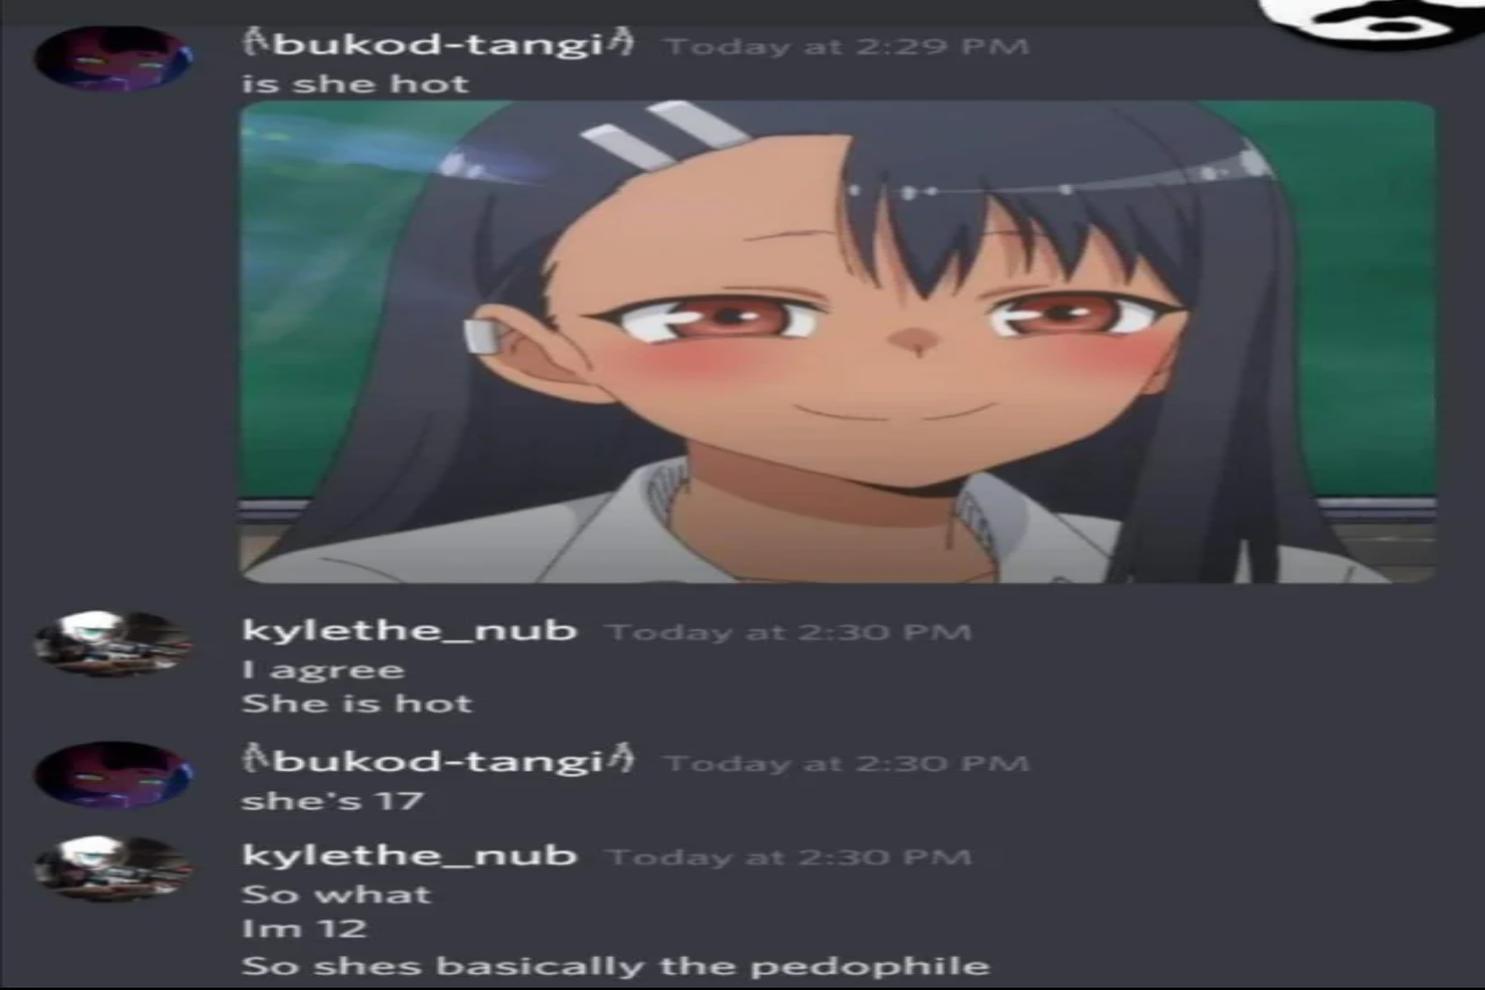 bukod-tangi Today at 2:29 PM
is she hot
kylethe_nub Today at 2:30 PM
I agree
She is hot
bukod-tangi Today at 2:30 PM
she's 17
kylethe_nub Today at 2:30 PM
So what
Im 12
So shes basically the pedophile